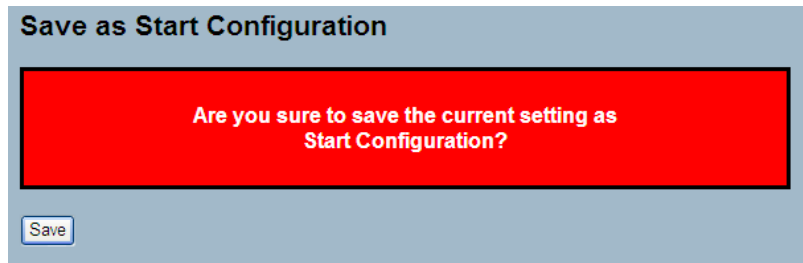 Save as Start Configuration
Are you sure to save the current setting as
Start Configuration?
Save